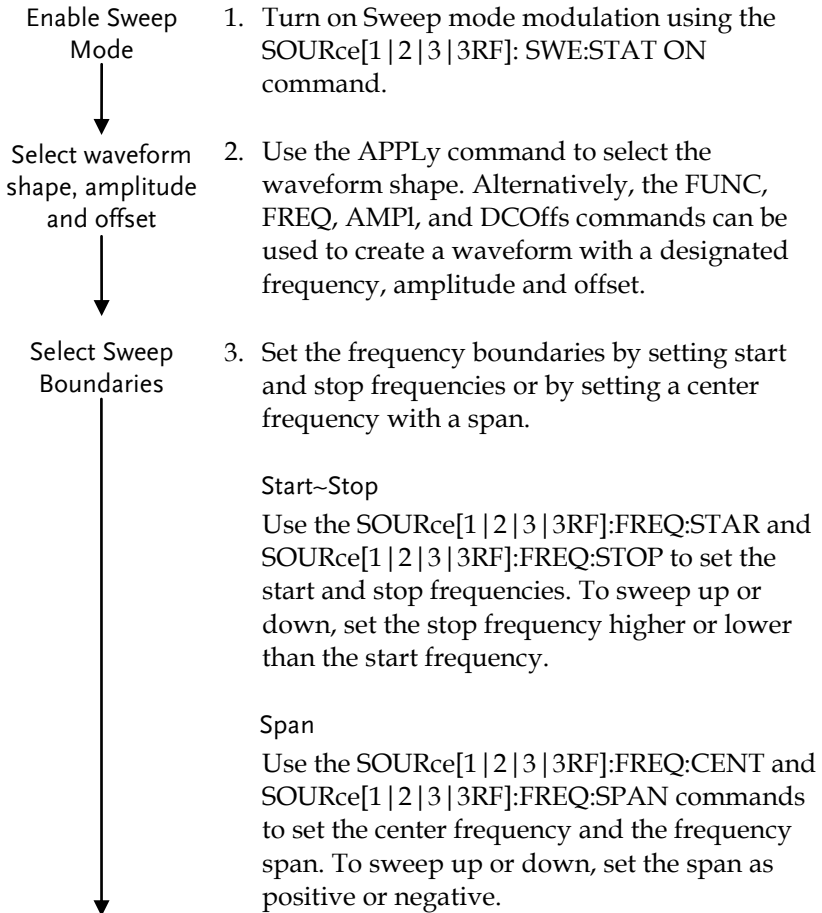 Enable Sweep
Mode
1. Turn on Sweep mode modulation using the
SOURce[1|2|3|3RF]: SWE:STAT ON
command.
Select waveform
shape, amplitude
and offset
2. Use the APPLy command to select the
waveform shape. Alternatively, the FUNC,
FREQ, AMPl, and DCOffs commands can be
used to create a waveform with a designated
frequency, amplitude and offset.
Select Sweep
Boundaries
3. Set the frequency boundaries by setting start
and stop frequencies or by setting a center
frequency with a span.
Start~Stop
Use the SOURce[1|2|3|3RF]:FREQ:STAR and
SOURce[1|2|3|3RF]:FREQ:STOP to set the
start and stop frequencies. To sweep up or
down, set the stop frequency higher or lower
than the start frequency.
Span
Use the SOURce[1|2|3|3RF]:FREQ:CENT and
SOURce[1|2|3|3RF]:FREQ:SPAN commands
to set the center frequency and the frequency
span. To sweep up or down, set the span as
positive or negative.